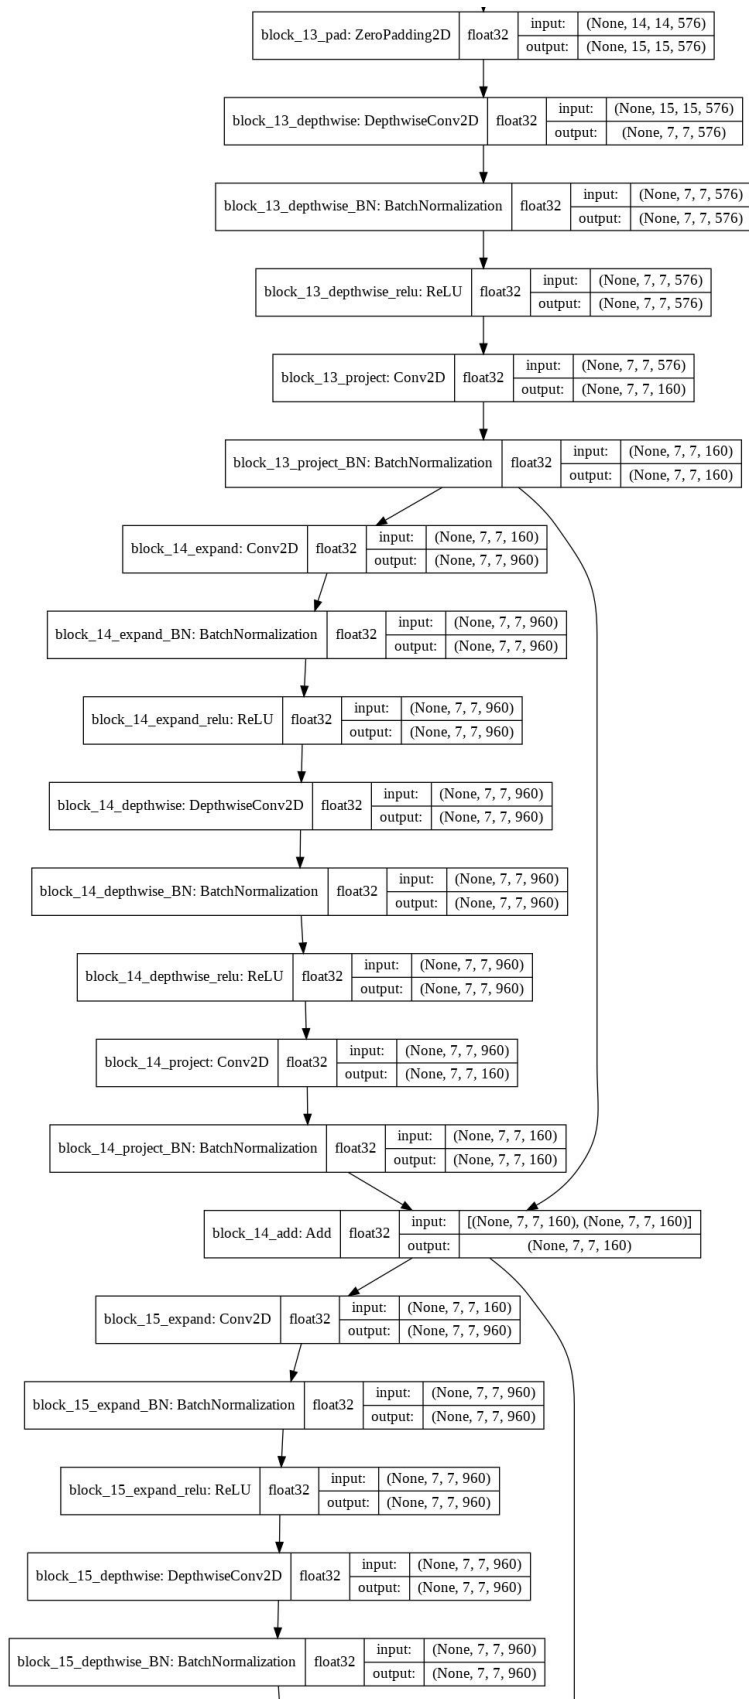 block_13_pad: ZeroPadding2D float32 input: (None, 14, 14, 576)
output: (None, 15, 15, 576)
block_13_depthwise: DepthwiseConv2D float32 input: (None, 15, 15, 576)
output: (None, 7, 7, 576)
block_13_depthwise_BN: BatchNormalization float32 input: (None, 7, 7, 576)
output: (None, 7, 7, 576)
block_13_depthwise_relu: ReLU float32 input: (None, 7, 7, 576)
output: (None, 7, 7, 576)
block_13_project: Conv2D float32 input: (None, 7, 7, 576)
output: (None, 7, 7, 160)
block_13_project_BN: BatchNormalization float32 input: (None, 7, 7, 160)
output: (None, 7, 7, 160)
block_14_expand: Conv2D float32 input: (None, 7, 7, 160)
output: (None, 7, 7, 960)
block_14_expand_BN: BatchNormalization float32 input: (None, 7, 7, 960)
output: (None, 7, 7, 960)
block_14_expand_relu: ReLU float32 input: (None, 7, 7, 960)
output: (None, 7, 7, 960)
block_14_depthwise: DepthwiseConv2D float32 input: (None, 7, 7, 960)
output: (None, 7, 7, 960)
block_14_depthwise_BN: BatchNormalization float32 input: (None, 7, 7, 960)
output: (None, 7, 7, 960)
block_14_depthwise_relu: ReLU float32 input: (None, 7, 7, 960)
output: (None, 7, 7, 960)
block_14_project: Conv2D float32 input: (None, 7, 7, 960)
output: (None, 7, 7, 160)
block_14_project_BN: BatchNormalization float32 input: (None, 7, 7, 160)
output: (None, 7, 7, 160)
block_14_add: Add float32 input: [(None, 7, 7, 160), (None, 7, 7, 160)]
output: (None, 7, 7, 160)
block_15_expand: Conv2D float32 input: (None, 7, 7, 160)
output: (None, 7, 7, 960)
block_15_expand_BN: BatchNormalization float32 input: (None, 7, 7, 960)
output: (None, 7, 7, 960)
block_15_expand_relu: ReLU float32 input: (None, 7, 7, 960)
output: (None, 7, 7, 960)
block_15_depthwise: DepthwiseConv2D float32 input: (None, 7, 7, 960)
output: (None, 7, 7, 960)
block_15_depthwise_BN: BatchNormalization float32 input: (None, 7, 7, 960)
output: (None, 7, 7, 960)